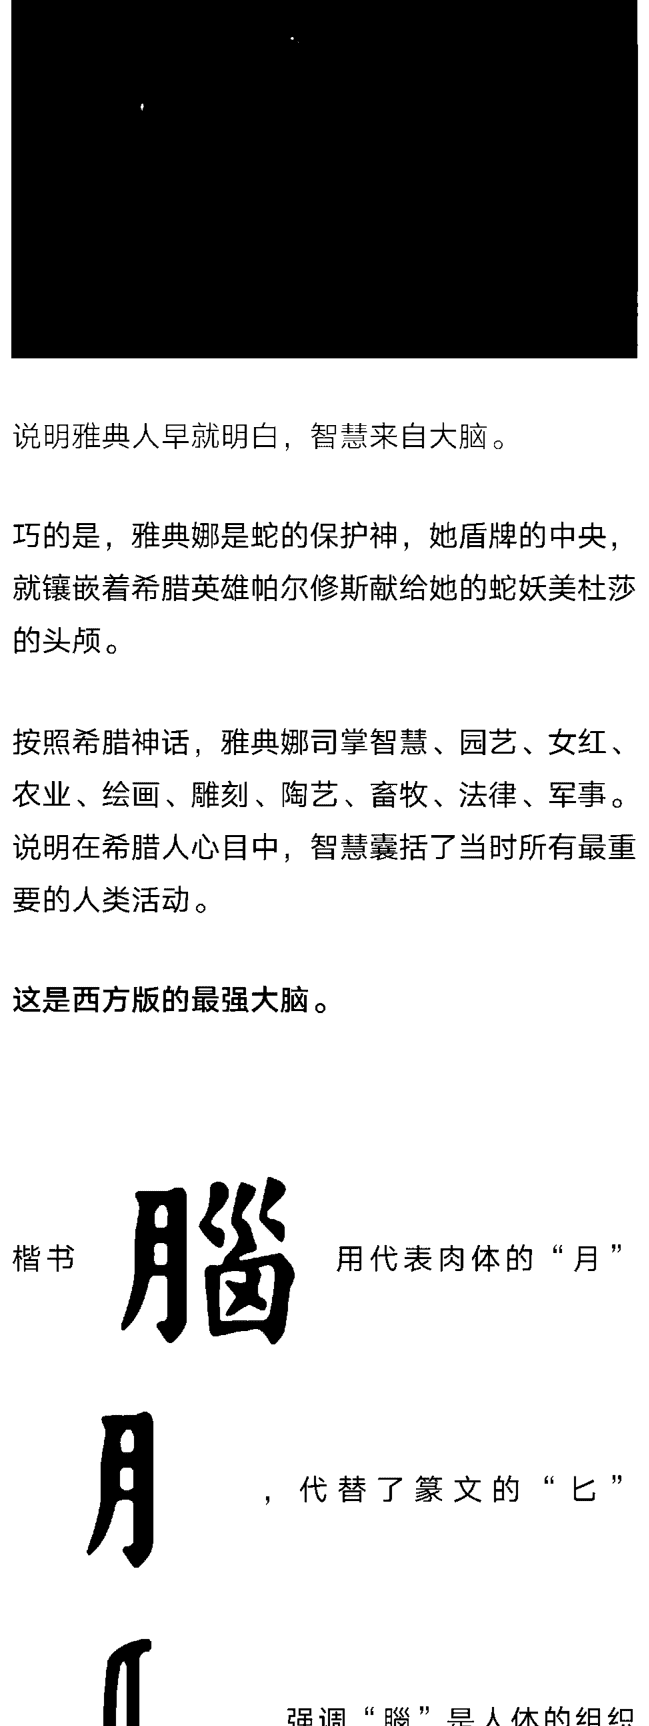 说明雅典人早就明白，智慧来自大脑。
巧的是，雅典娜是蛇的保护神，她盾牌的中央，
就镶嵌着希腊英雄帕尔修斯献给她的蛇妖美杜莎
的头颅。
按照希腊神话，雅典娜司掌智慧、园艺、女红、
农业、绘画、雕刻、陶艺、畜牧、法律、军事。
说明在希腊人心目中，智慧囊括了当时所有最重
要的人类活动。
这是西方版的最强大脑。
楷书 腦 用代表肉体的“月”
月 ，代替了篆文的“匕”
强调“腦”是人体的组织